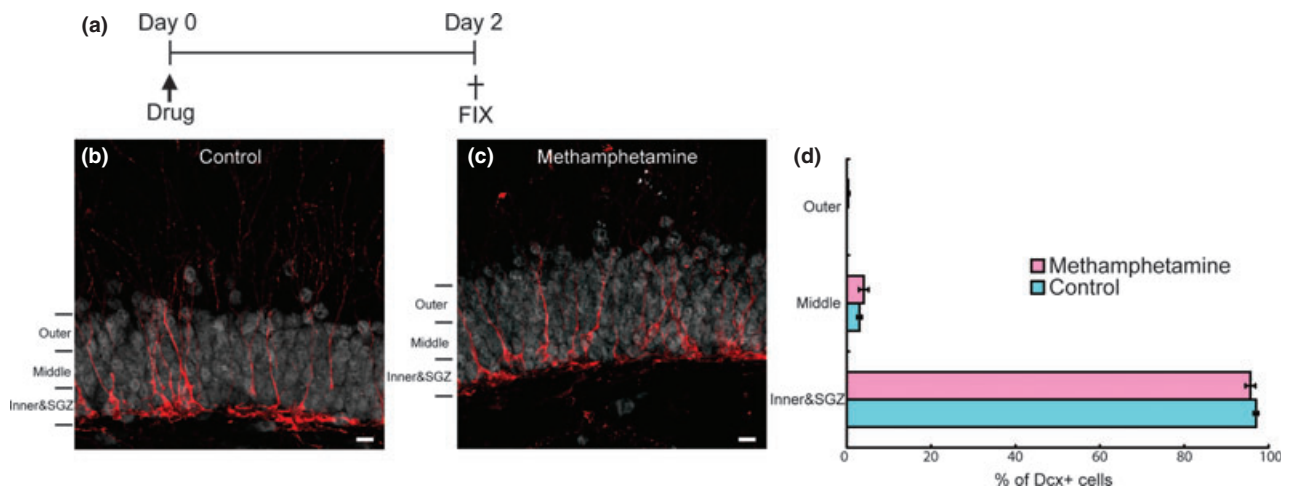 (a)
Day 0
Day 2
Drug
FIX
(b)
Control
Outer
Middle
Inner&SGZ
(c)
Methamphetamine
Outer
Middle
Inner&SGZ
(d)
Outer
Middle
Inner&SGZ
Methamphetamine
Control
0 20 40 60 80 100
% of Dcx+ cells